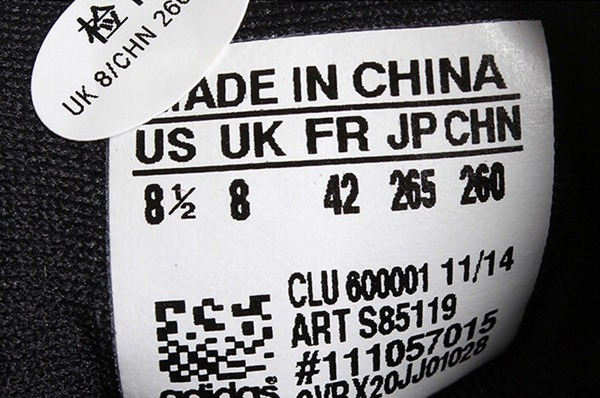 检
UK 8/CHN 260
MADE IN CHINA
US UK FR JP CHN
8½ 8 42 265 260
CLU 600001 11/14
ART S85119
#111057015
adidas®